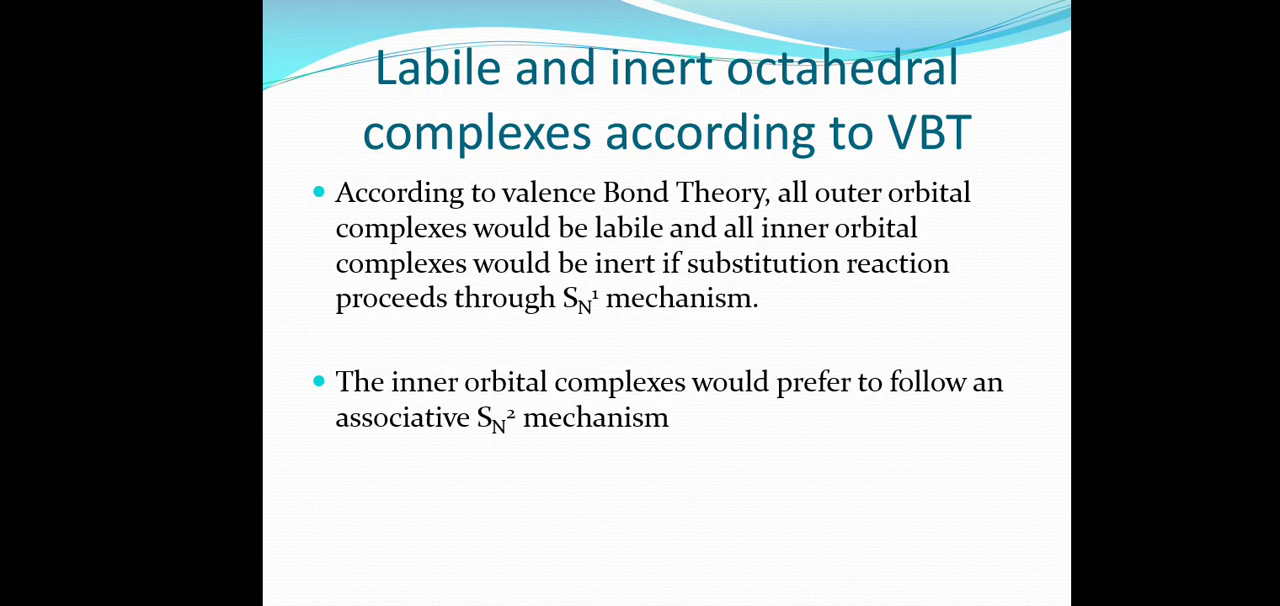 Labile and inert octahedral
complexes according to VBT
• According to valence Bond Theory, all outer orbital
complexes would be labile and all inner orbital
complexes would be inert if substitution reaction
proceeds through S_N¹ mechanism.
• The inner orbital complexes would prefer to follow an
associative S_N² mechanism